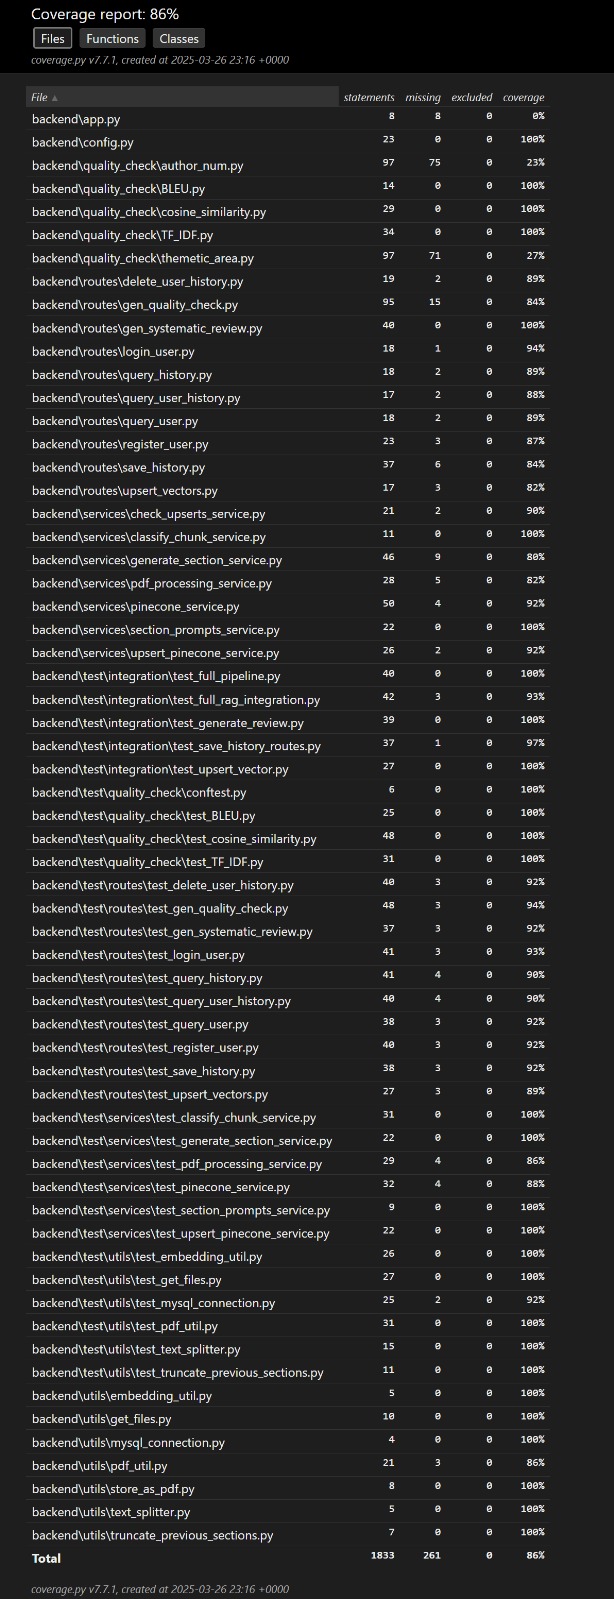 Coverage report: 86%
Files Functions Classes
coverage.py v7.7.1, created at 2025-03-26 23:16 +0000
File ▲ statements missing excluded coverage
backend\app.py 8 8 0 0%
backend\config.py 23 0 0 100%
backend\quality_check\author_num.py 97 75 0 23%
backend\quality_check\BLEU.py 14 0 0 100%
backend\quality_check\cosine_similarity.py 29 0 0 100%
backend\quality_check\TF_IDF.py 34 0 0 100%
backend\quality_check\themetic_area.py 97 71 0 27%
backend\routes\delete_user_history.py 19 2 0 89%
backend\routes\gen_quality_check.py 95 15 0 84%
backend\routes\gen_systematic_review.py 40 0 0 100%
backend\routes\login_user.py 18 1 0 94%
backend\routes\query_history.py 18 2 0 89%
backend\routes\query_user_history.py 17 2 0 88%
backend\routes\query_user.py 18 2 0 89%
backend\routes\register_user.py 23 3 0 87%
backend\routes\save_history.py 37 6 0 84%
backend\routes\upsert_vectors.py 17 3 0 82%
backend\services\check_upserts_service.py 21 2 0 90%
backend\services\classify_chunk_service.py 11 0 0 100%
backend\services\generate_section_service.py 46 9 0 80%
backend\services\pdf_processing_service.py 28 5 0 82%
backend\services\pinecone_service.py 50 4 0 92%
backend\services\section_prompts_service.py 22 0 0 100%
backend\services\upsert_pinecone_service.py 26 2 0 92%
backend\test\integration\test_full_pipeline.py 40 0 0 100%
backend\test\integration\test_full_rag_integration.py 42 3 0 93%
backend\test\integration\test_generate_review.py 39 0 0 100%
backend\test\integration\test_save_history_routes.py 37 1 0 97%
backend\test\integration\test_upsert_vector.py 27 0 0 100%
backend\test\quality_check\conftest.py 6 0 0 100%
backend\test\quality_check\test_BLEU.py 25 0 0 100%
backend\test\quality_check\test_cosine_similarity.py 48 0 0 100%
backend\test\quality_check\test_TF_IDF.py 31 0 0 100%
backend\test\routes\test_delete_user_history.py 40 3 0 92%
backend\test\routes\test_gen_quality_check.py 48 3 0 94%
backend\test\routes\test_gen_systematic_review.py 37 3 0 92%
backend\test\routes\test_login_user.py 41 3 0 93%
backend\test\routes\test_query_history.py 41 4 0 90%
backend\test\routes\test_query_user_history.py 40 4 0 90%
backend\test\routes\test_query_user.py 38 3 0 92%
backend\test\routes\test_register_user.py 40 3 0 92%
backend\test\routes\test_save_history.py 38 3 0 92%
backend\test\routes\test_upsert_vectors.py 27 3 0 89%
backend\test\services\test_classify_chunk_service.py 31 0 0 100%
backend\test\services\test_generate_section_service.py 22 0 0 100%
backend\test\services\test_pdf_processing_service.py 29 4 0 86%
backend\test\services\test_pinecone_service.py 32 4 0 88%
backend\test\services\test_section_prompts_service.py 9 0 0 100%
backend\test\services\test_upsert_pinecone_service.py 22 0 0 100%
backend\test\utils\test_embedding_util.py 26 0 0 100%
backend\test\utils\test_get_files.py 27 0 0 100%
backend\test\utils\test_mysql_connection.py 25 2 0 92%
backend\test\utils\test_pdf_util.py 31 0 0 100%
backend\test\utils\test_text_splitter.py 15 0 0 100%
backend\test\utils\test_truncate_previous_sections.py 11 0 0 100%
backend\utils\embedding_util.py 5 0 0 100%
backend\utils\get_files.py 10 0 0 100%
backend\utils\mysql_connection.py 4 0 0 100%
backend\utils\pdf_util.py 21 3 0 86%
backend\utils\store_as_pdf.py 8 0 0 100%
backend\utils\text_splitter.py 5 0 0 100%
backend\utils\truncate_previous_sections.py 7 0 0 100%
Total 1833 261 0 86%
coverage.py v7.7.1, created at 2025-03-26 23:16 +0000